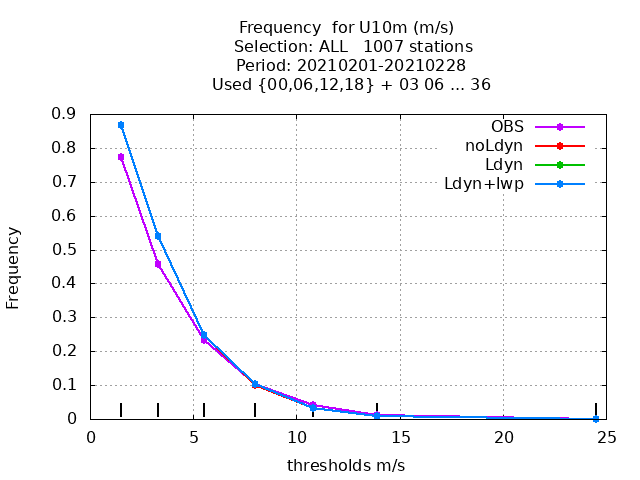 Frequency  for U10m (m/s)
Selection: ALL   1007 stations
Period: 20210201-20210228
Used {00,06,12,18} + 03 06 ... 36
OBS
noLdyn
Ldyn
Ldyn+lwp
Frequency
0.9
0.8
0.7
0.6
0.5
0.4
0.3
0.2
0.1
0
0 5 10 15 20 25
thresholds m/s